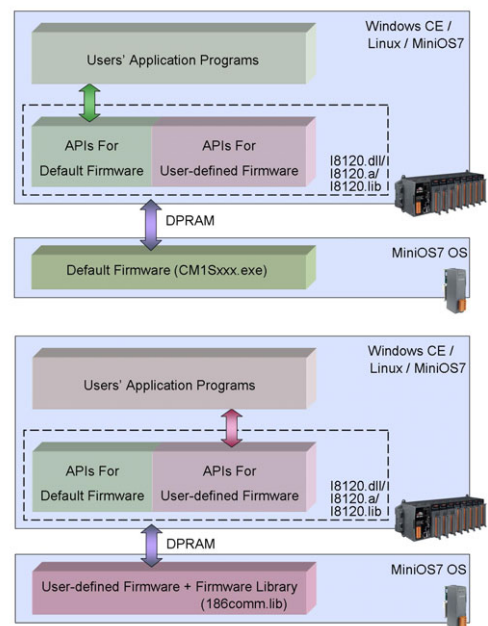 Windows CE /
Linux / MiniOS7
Users' Application Programs
APIs For
Default Firmware
APIs For
User-defined Firmware
I8120.dll/
I8120.a/
I8120.lib
DPRAM
MiniOS7 OS
Default Firmware (CM1Sxxx.exe)
Windows CE /
Linux / MiniOS7
Users' Application Programs
APIs For
Default Firmware
APIs For
User-defined Firmware
I8120.dll/
I8120.a/
I8120.lib
DPRAM
MiniOS7 OS
User-defined Firmware + Firmware Library
(186comm.lib)